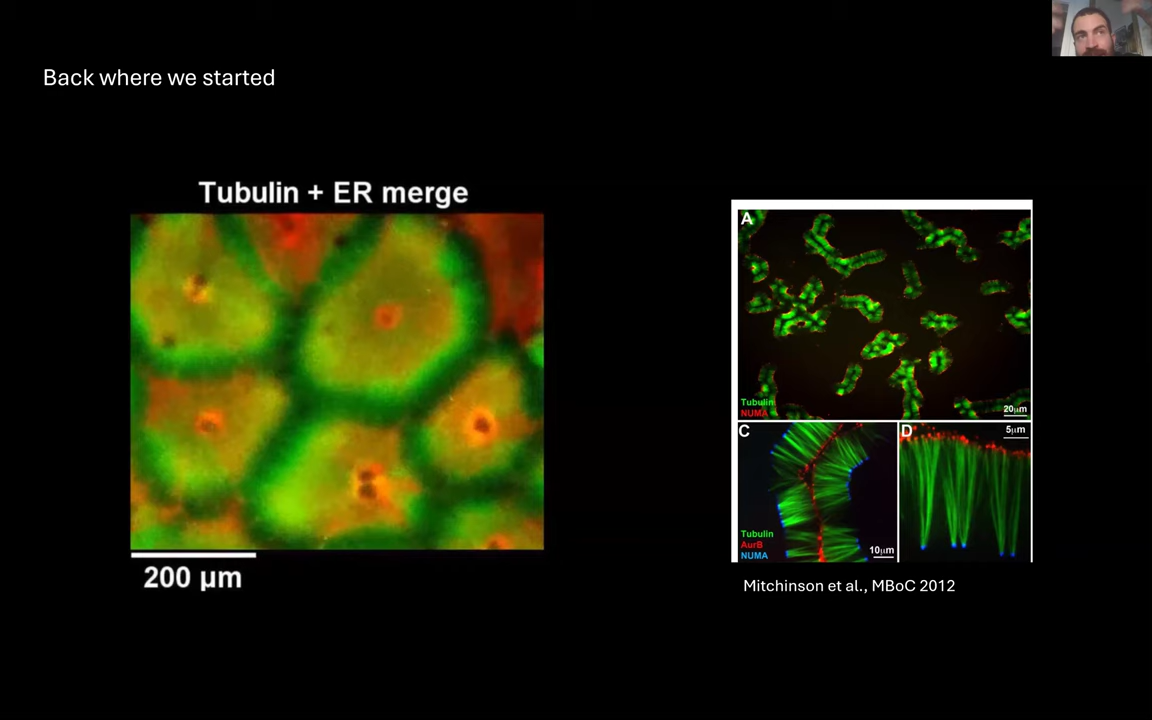 Back where we started
Tubulin + ER merge
200 µm
A
Tubulin
NUMA
20µm
C
Tubulin
AurB
NUMA
10µm
D
5µm
Mitchinson et al., MBoC 2012